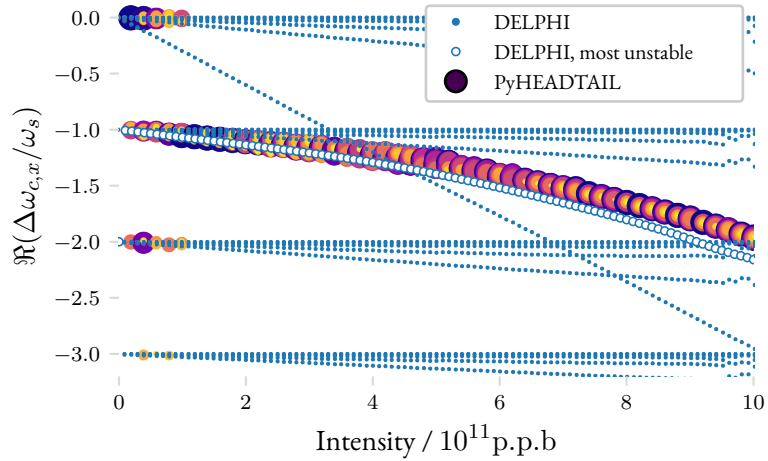 0.0
−0.5
−1.0
−1.5
−2.0
−2.5
−3.0
ℜ(Δω_{c,x}/ω_s)
DELPHI
DELPHI, most unstable
PyHEADTAIL
0 2 4 6 8 10
Intensity / 10^{11}p.p.b